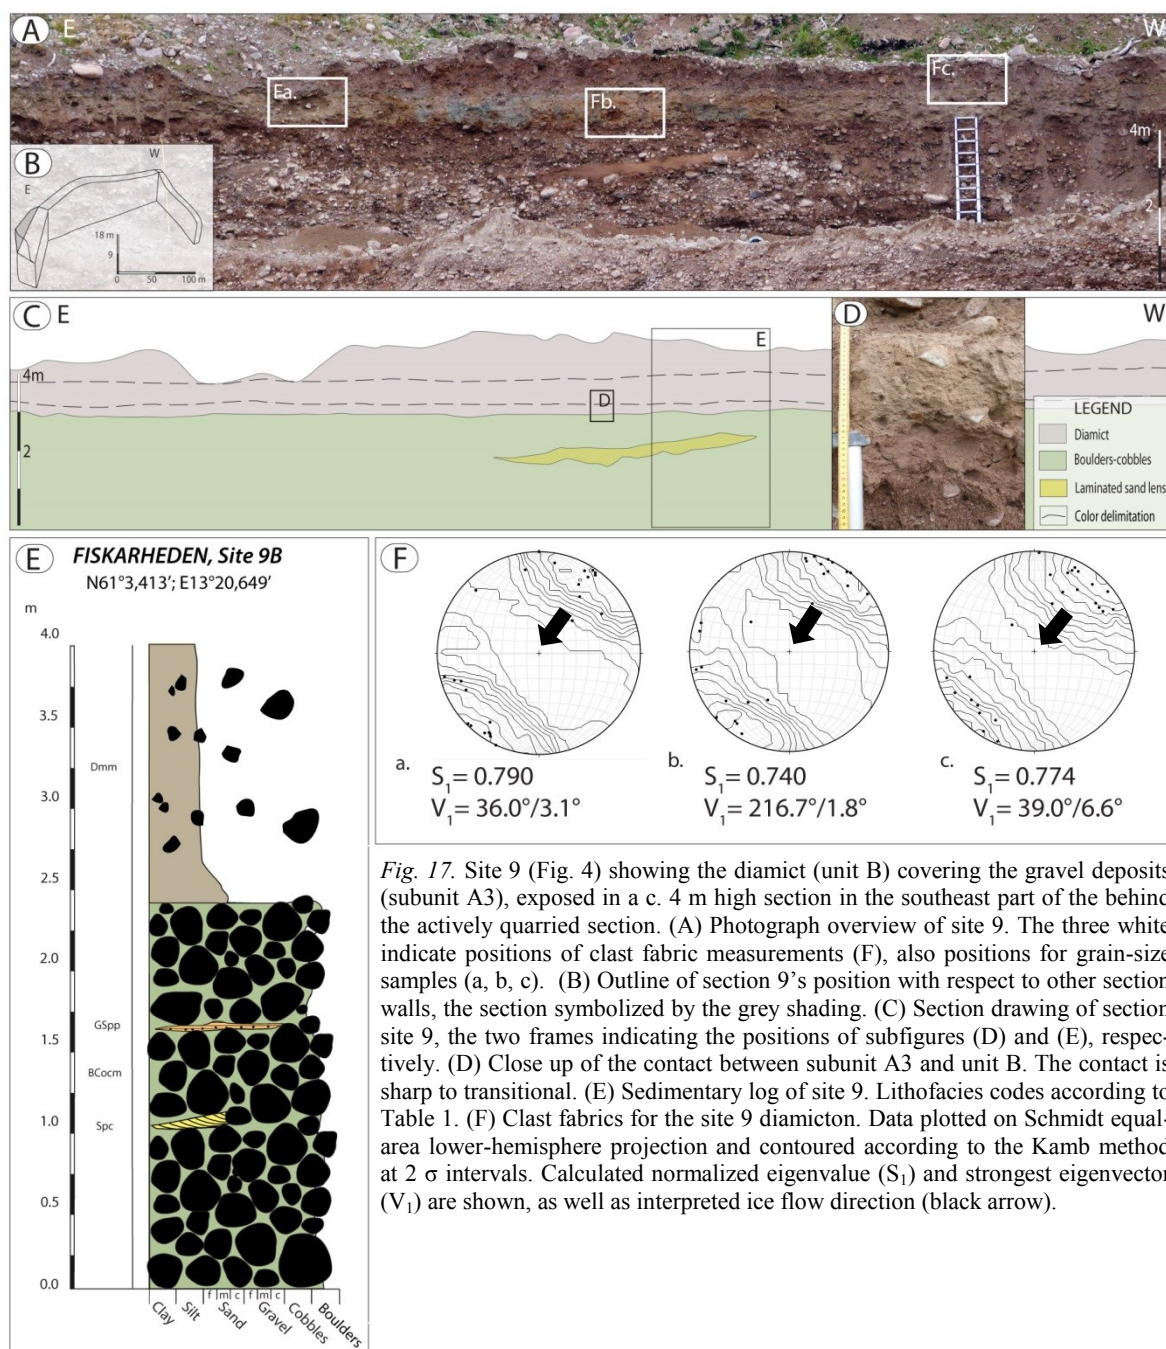 A E
W
Fa.
Fb.
Fc.
4m
2
B
E
W
18 m
9
0 50 100 m
C E
4m
2
D
E
D
W
LEGEND
Diamict
Boulders-cobbles
Laminated sand lens
Color delimitation
E FISKARHEDEN, Site 9B
N61°3,413′; E13°20,649′
m
4.0
3.5
Dmm
3.0
2.5
2.0
GSpp
1.5
BCocm
1.0
Spc
0.5
0.0
f m c f m c
Clay Silt Sand Gravel Cobbles Boulders
F
a. S1= 0.790
V1= 36.0°/3.1°
b. S1= 0.740
V1= 216.7°/1.8°
c. S1= 0.774
V1= 39.0°/6.6°
Fig. 17. Site 9 (Fig. 4) showing the diamict (unit B) covering the gravel deposits
(subunit A3), exposed in a c. 4 m high section in the southeast part of the behind
the actively quarried section. (A) Photograph overview of site 9. The three white
indicate positions of clast fabric measurements (F), also positions for grain-size
samples (a, b, c). (B) Outline of section 9's position with respect to other section
walls, the section symbolized by the grey shading. (C) Section drawing of section
site 9, the two frames indicating the positions of subfigures (D) and (E), respec-
tively. (D) Close up of the contact between subunit A3 and unit B. The contact is
sharp to transitional. (E) Sedimentary log of site 9. Lithofacies codes according to
Table 1. (F) Clast fabrics for the site 9 diamicton. Data plotted on Schmidt equal-
area lower-hemisphere projection and contoured according to the Kamb method
at 2 σ intervals. Calculated normalized eigenvalue (S1) and strongest eigenvector
(V1) are shown, as well as interpreted ice flow direction (black arrow).